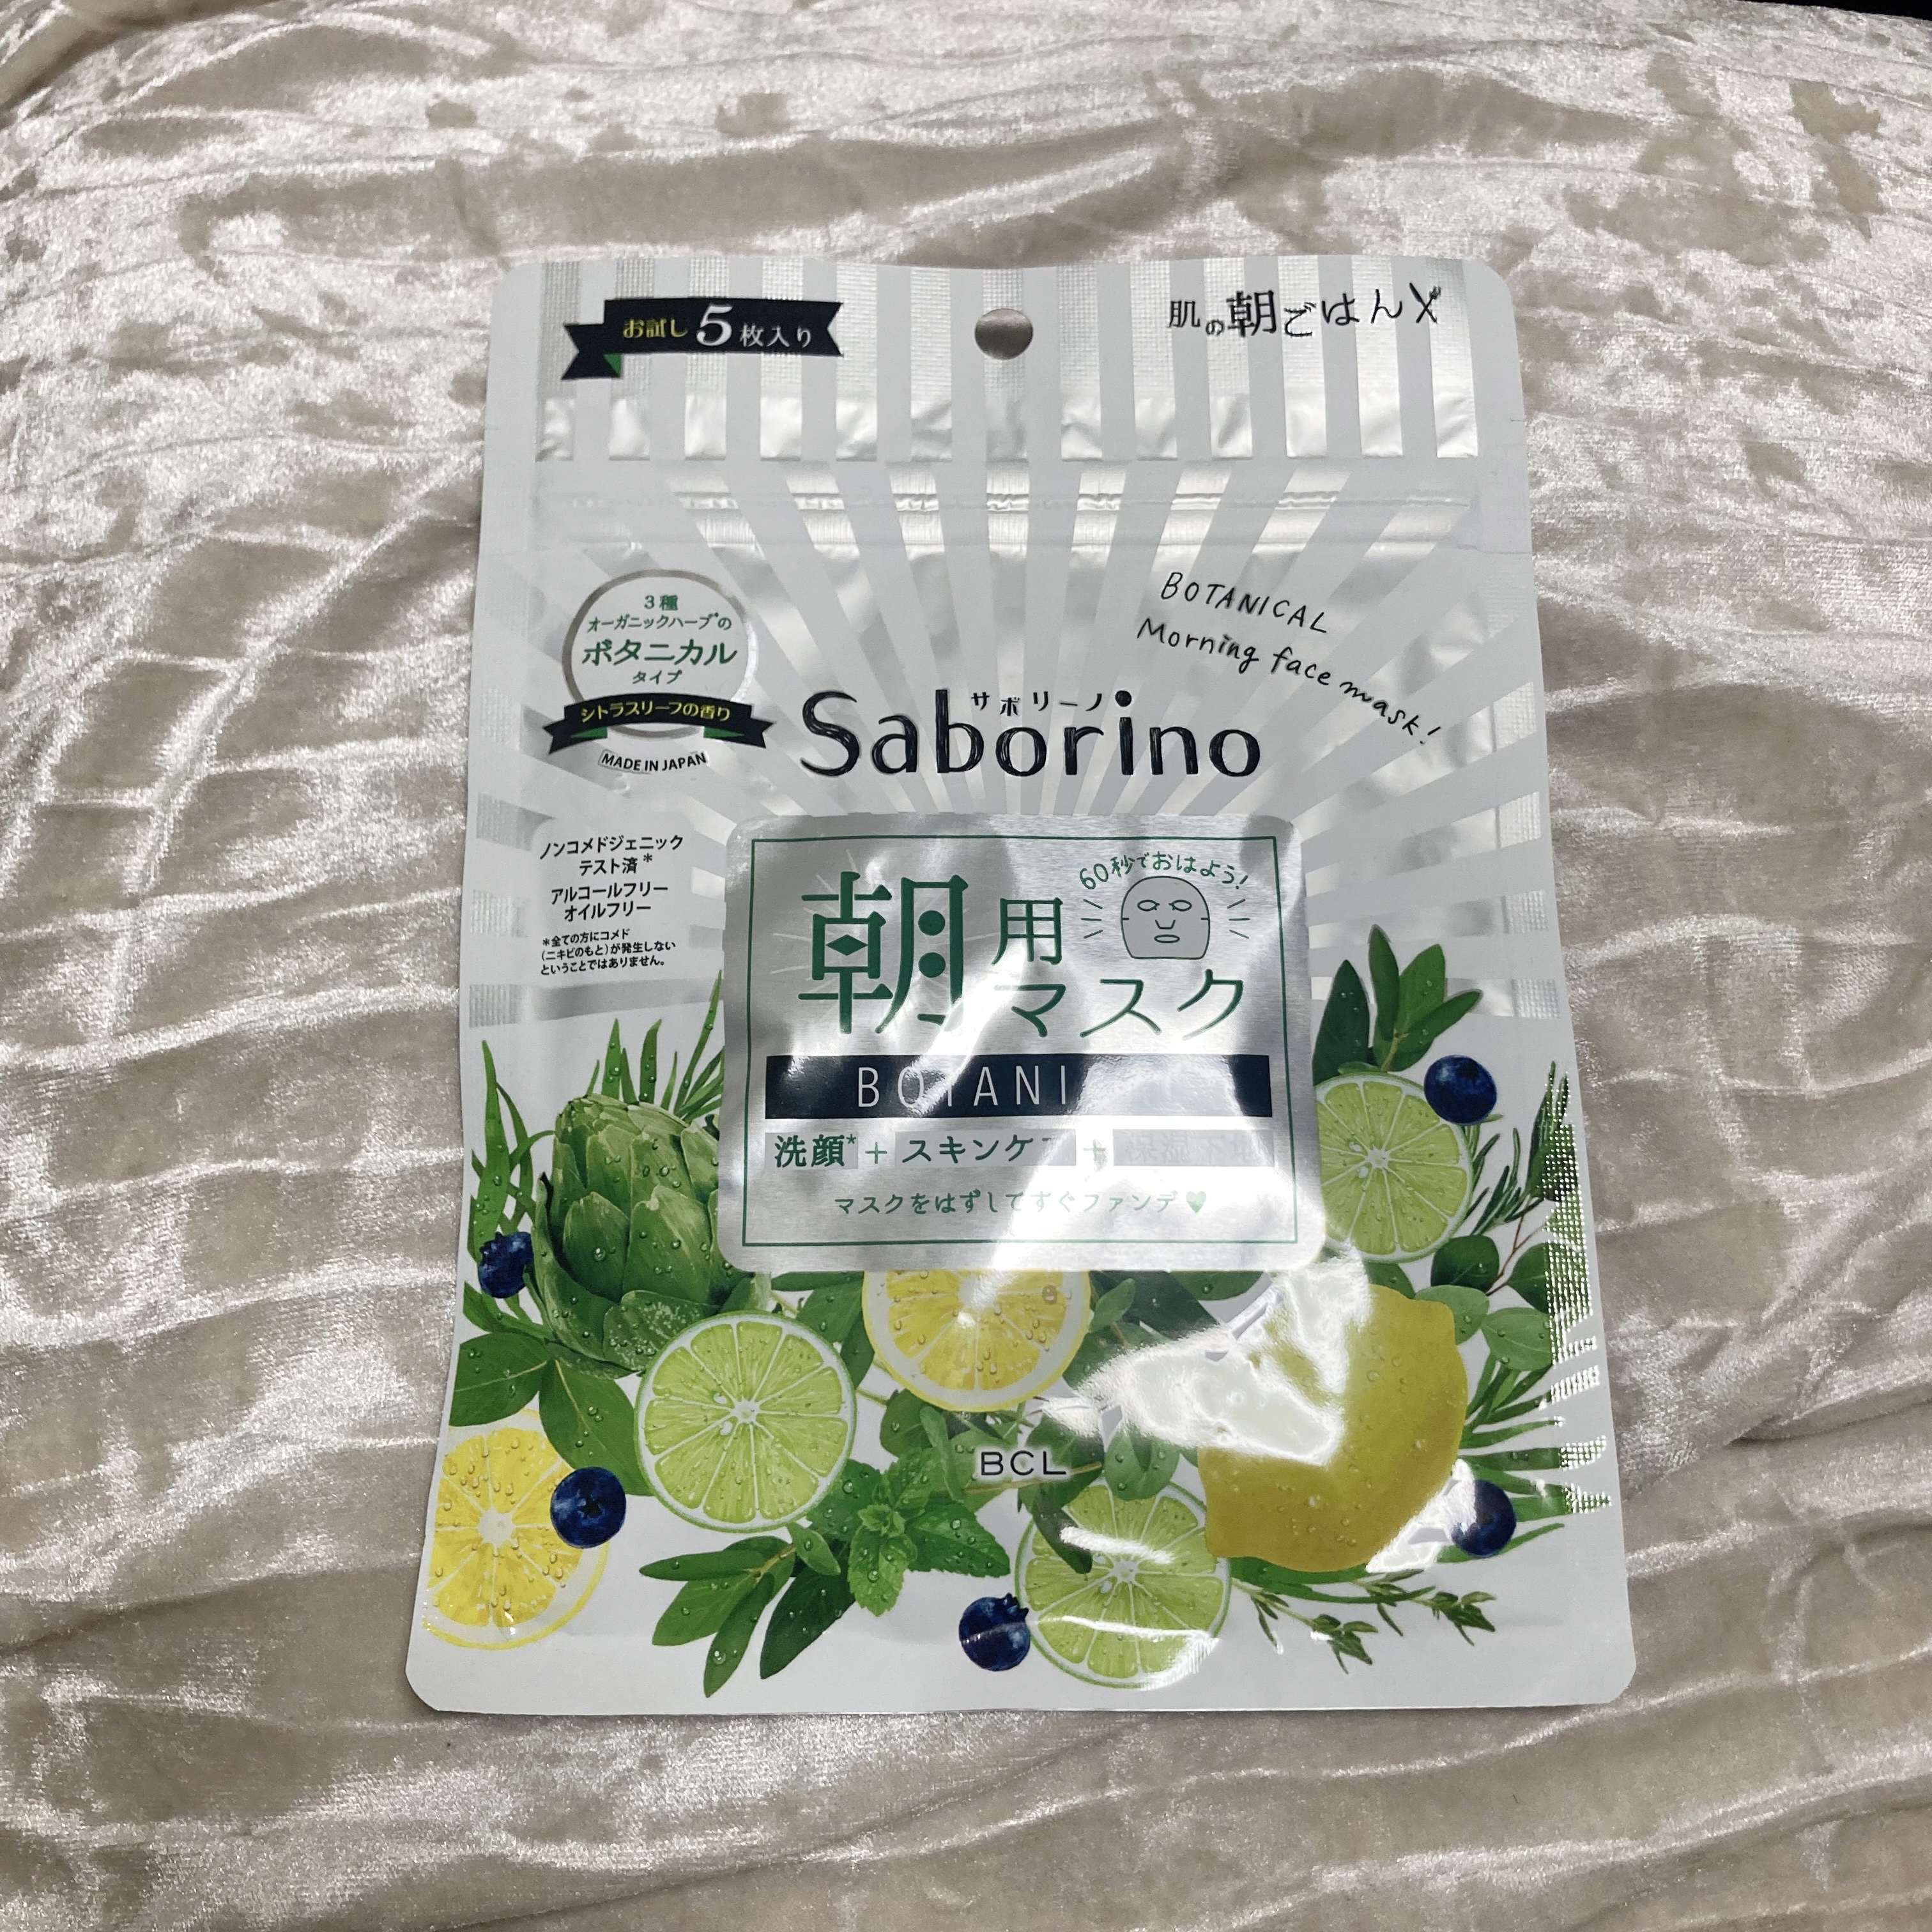 お試し5枚入り
肌の朝ごはん
3種
オーガニックハーブ*の
ボタニカル
タイプ
シトラスリーフの香り
MADE IN JAPAN
BOTANICAL
Morning face mask!
サボリーノ
Saborino
ノンコメドジェニック
テスト済*
アルコールフリー
オイルフリー
*全ての方にコメド
(ニキビのもと)が発生しない
ということではありません。
60秒でおはよう!
朝用マスク
洗顔*+スキンケア+保湿下地
マスクをはずしてすぐファンデ♥
BCL